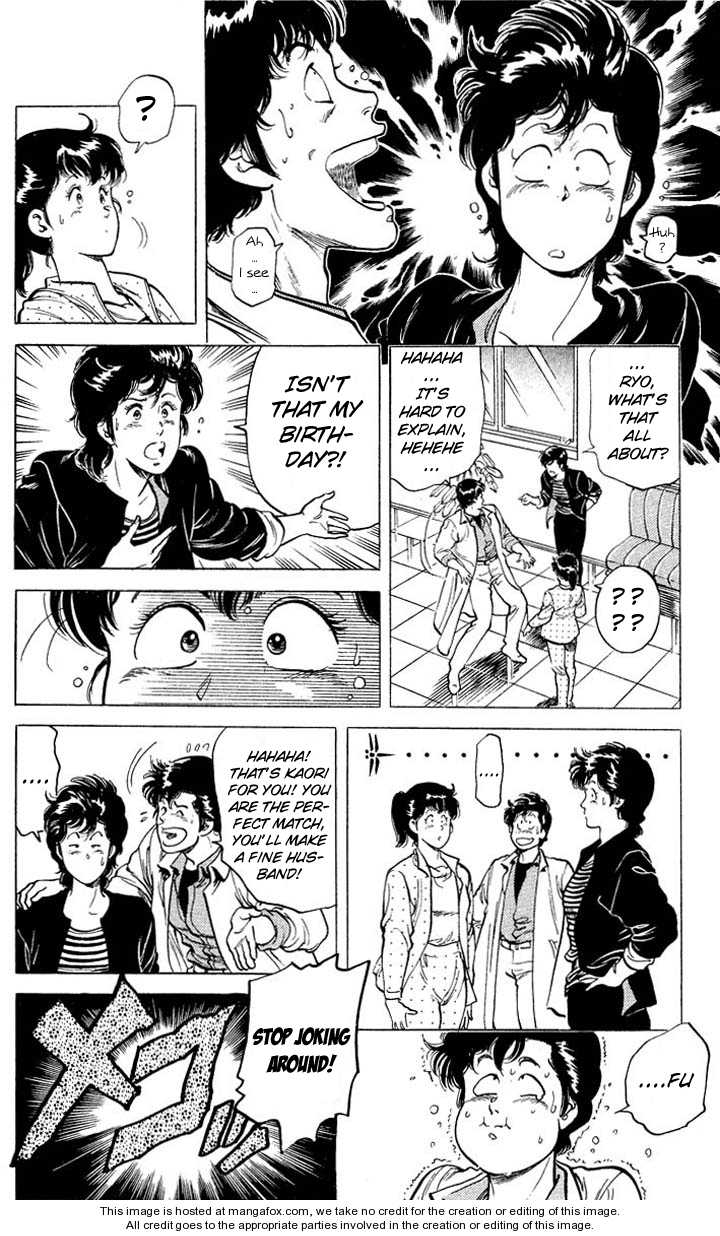 ?
Ah
...
I see
...
Huh
?
ISN'T
THAT MY
BIRTH-
DAY?!
HAHAHA
...
IT'S
HARD TO
EXPLAIN,
HEHEHE
...
...
RYO,
WHAT'S
THAT
ALL
ABOUT?
? ?
? ?
....
HAHAHA!
THAT'S KAORI
FOR YOU! YOU
ARE THE PER-
FECT MATCH,
YOU'LL MAKE
A FINE HUS-
BAND!
....
メコッ
STOP JOKING
AROUND!
....FU
This image is hosted at mangafox.com, we take no credit for the creation or editing of this image.
All credit goes to the appropriate parties involved in the creation or editing of this image.